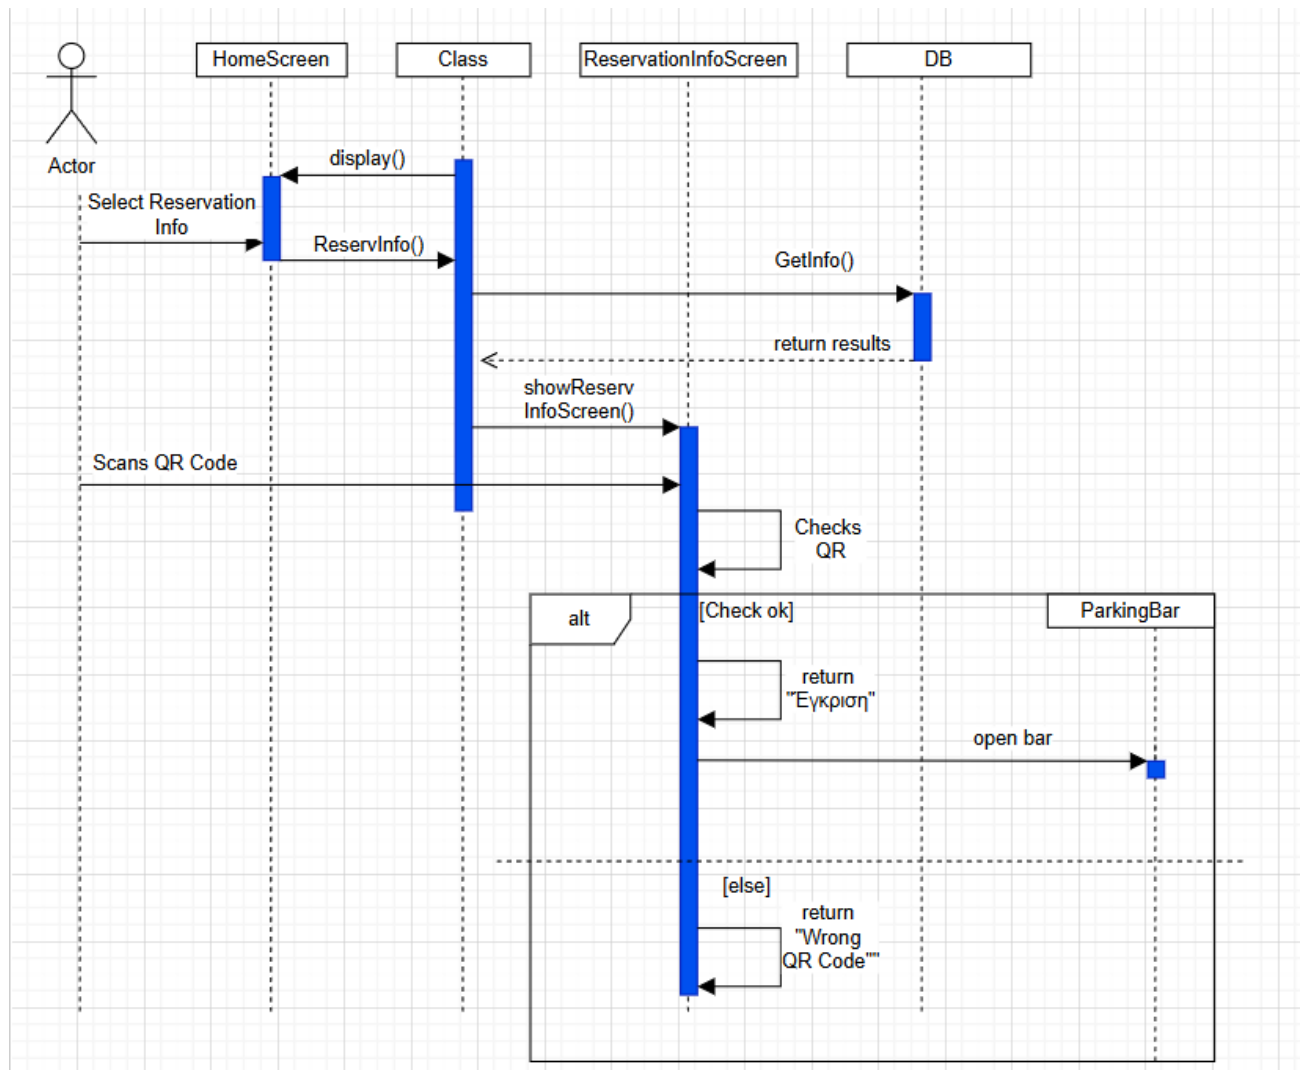 HomeScreen
Class
ReservationInfoScreen
DB
Actor
display()
Select Reservation
Info
ReservInfo()
GetInfo()
return results
showReserv
InfoScreen()
Scans QR Code
Checks
QR
alt
[Check ok]
ParkingBar
return
"Έγκριση"
open bar
[else]
return
"Wrong
QR Code""